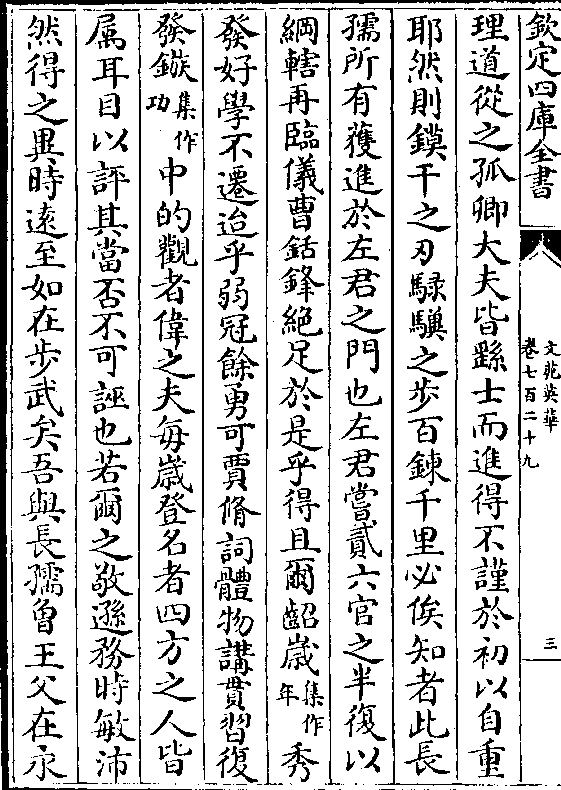 欽定四庫全書
文苑英華
卷七百二十九
三
理道從之孤卿大夫皆繇士而進得不謹於初以自重
耶然則鏌干之刃騄驥之步百鍊千里必俟知者此長
孺所有獲進於左君之門也左君嘗貳六官之半復以
綱轄再臨儀曹銛鋒絶足於是乎得且爾齠歳集作年秀
發好學不遷迨乎弱冠餘勇可賈脩詞體物講貫習復
發鏃集作功中的觀者偉之夫每歳登名者四方之人皆
属耳目以評其當否不可誣也若爾之敬遜務時敏沛
然得之異時逺至如在步武矣吾與長孺曾王父在永